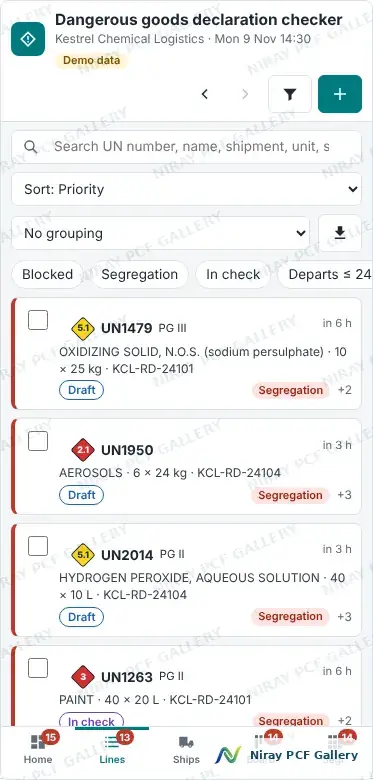 Dangerous goods declaration checker
Kestrel Chemical Logistics · Mon 9 Nov 14:30
Demo data
Search UN number, name, shipment, unit, s
Sort: Priority
No grouping
Blocked
Segregation
In check
Departs ≤ 24
5.1
UN1479 PG III
in 6 h
OXIDIZING SOLID, N.O.S. (sodium persulphate) · 10
× 25 kg · KCL-RD-24101
Draft
Segregation +2
2.1
UN1950
in 3 h
AEROSOLS · 6 × 24 kg · KCL-RD-24104
Draft
Segregation +3
5.1
UN2014 PG II
in 3 h
HYDROGEN PEROXIDE, AQUEOUS SOLUTION · 40
× 10 L · KCL-RD-24104
Draft
Segregation +3
3
UN1263 PG II
in 6 h
PAINT · 40 × 20 L · KCL-RD-24101
In check
Segregation +2
15
13
14
14
Home
Lines
Ships
Niray PCF Gallery
NIRAY PCF GALLERY